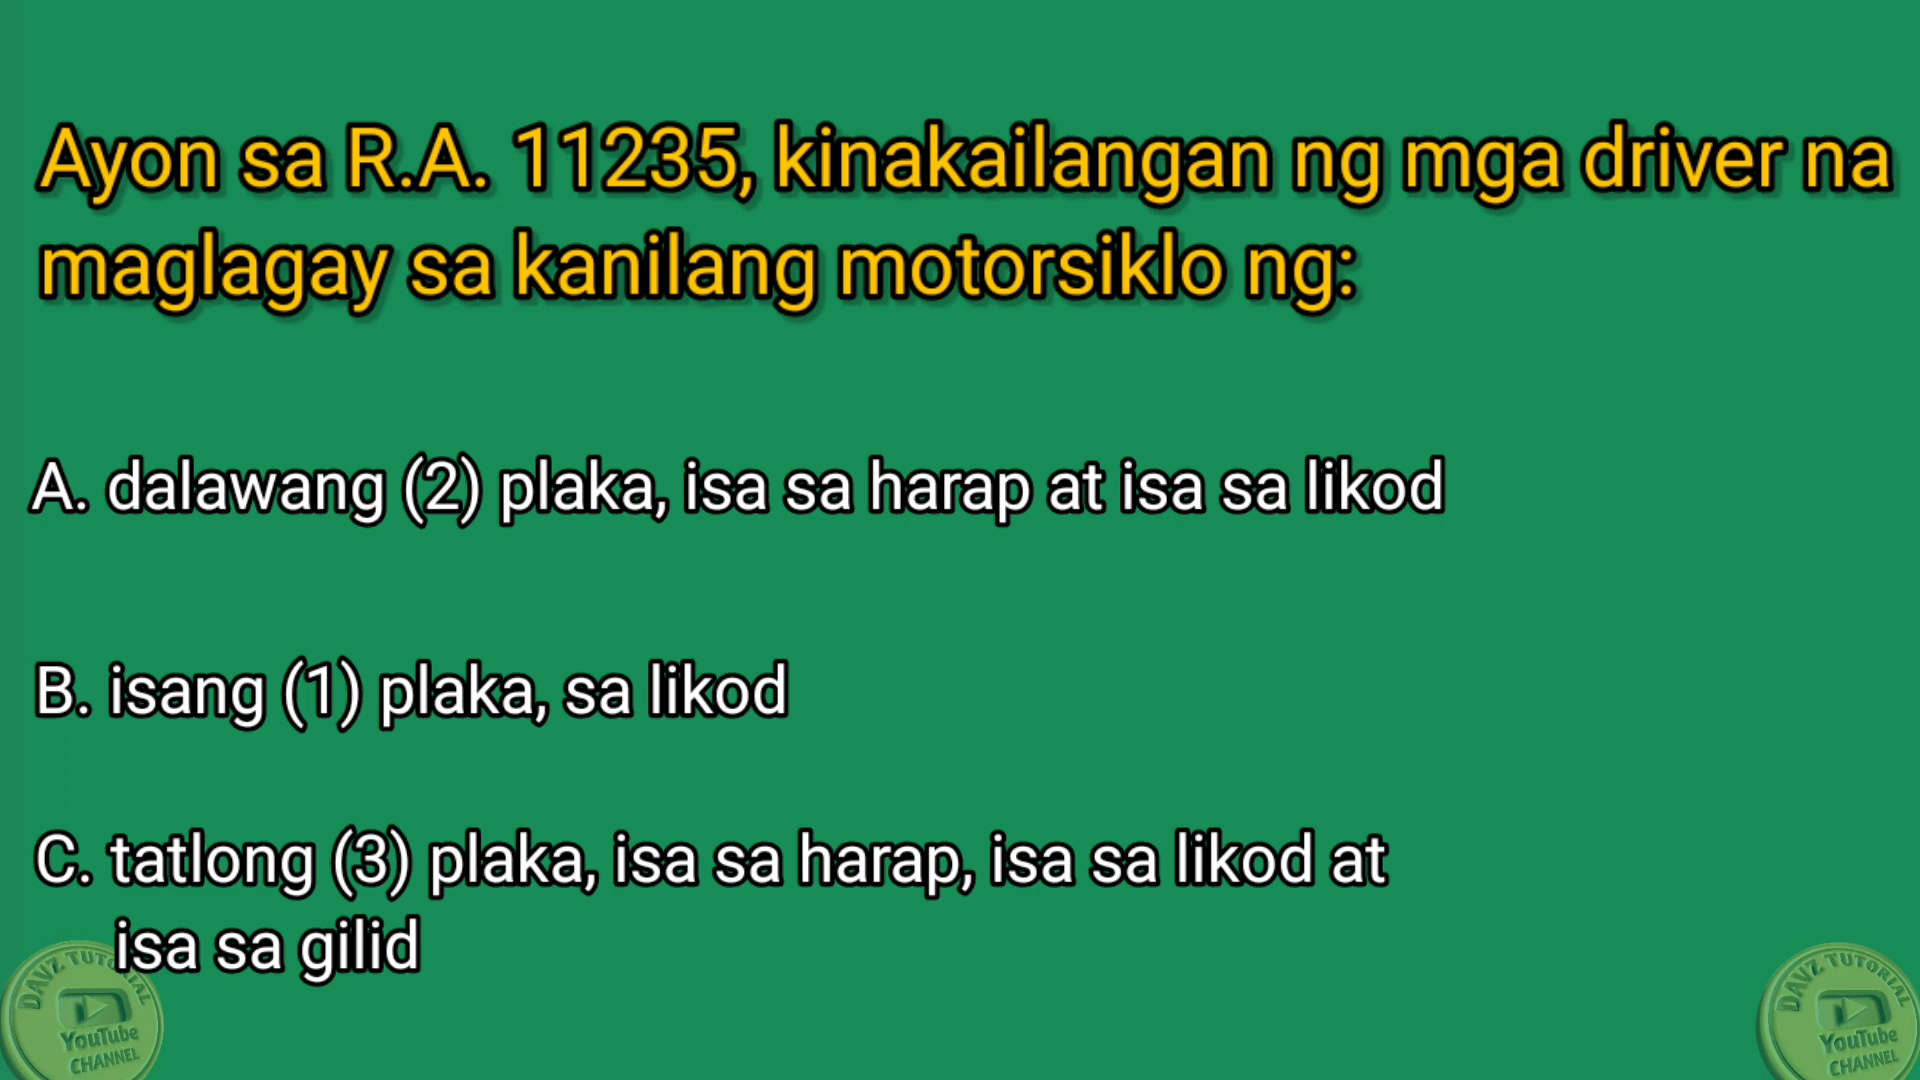 Ayon sa R.A. 11235, kinakailangan ng mga driver na
maglagay sa kanilang motorsiklo ng:
A. dalawang (2) plaka, isa sa harap at isa sa likod
B. isang (1) plaka, sa likod
C. tatlong (3) plaka, isa sa harap, isa sa likod at
isa sa gilid
DAVZ TUTORIAL
YouTube
CHANNEL
DAVZ TUTORIAL
YouTube
CHANNEL